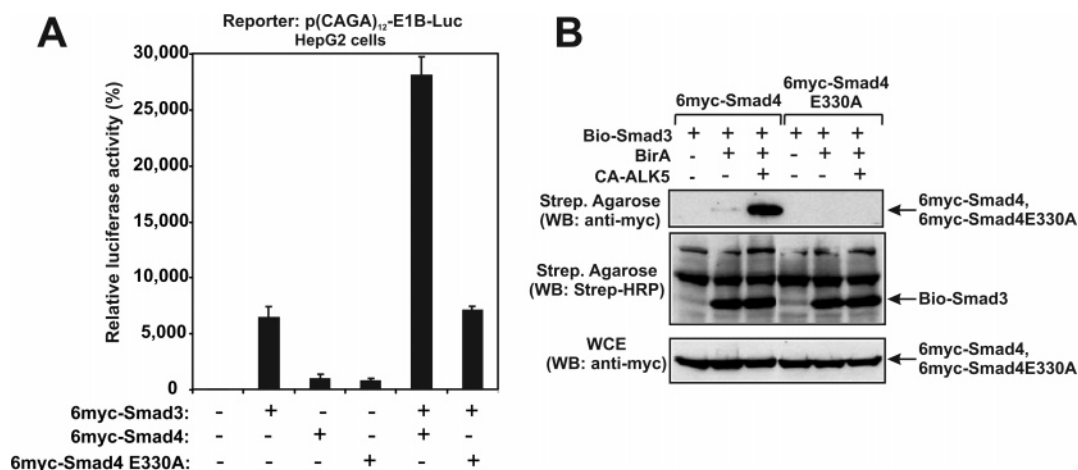 A
Reporter: p(CAGA)12-E1B-Luc
HepG2 cells
Relative luciferase activity (%)
30,000
25,000
20,000
15,000
10,000
5,000
0
6myc-Smad3: - + - - + +
6myc-Smad4: - - + - + -
6myc-Smad4 E330A: - - - + - +
B
6myc-Smad4
6myc-Smad4
E330A
Bio-Smad3 + + + + + +
BirA - + + - + +
CA-ALK5 - - + - - +
Strep. Agarose
(WB: anti-myc)
6myc-Smad4,
6myc-Smad4E330A
Strep. Agarose
(WB: Strep-HRP)
Bio-Smad3
WCE
(WB: anti-myc)
6myc-Smad4,
6myc-Smad4E330A